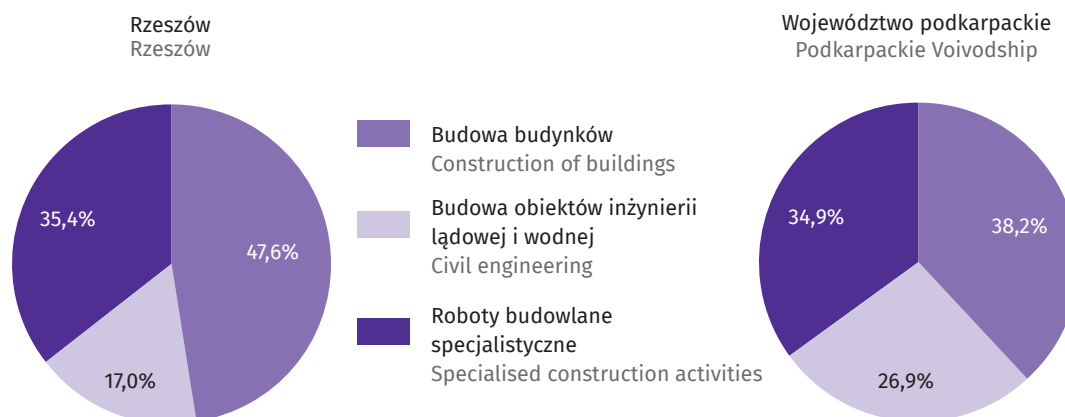 Rzeszów
Rzeszów
35,4%
47,6%
17,0%
Budowa budynków
Construction of buildings
Budowa obiektów inżynierii
lądowej i wodnej
Civil engineering
Roboty budowlane
specjalistyczne
Specialised construction activities
Województwo podkarpackie
Podkarpackie Voivodship
34,9%
38,2%
26,9%